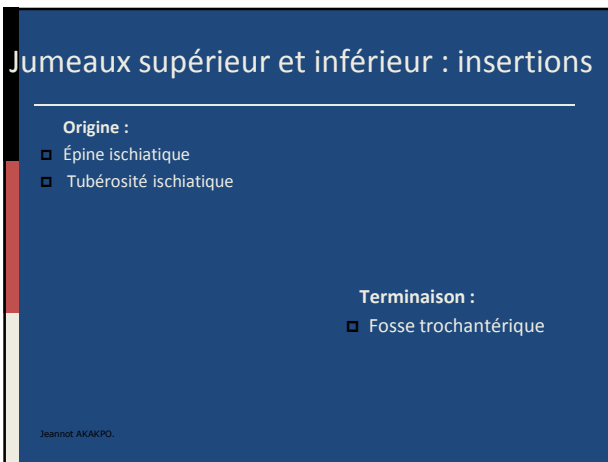 Jumeaux supérieur et inférieur : insertions
Origine :
Épine ischiatique
Tubérosité ischiatique
Terminaison :
Fosse trochantérique
Jeannot AKAKPO.